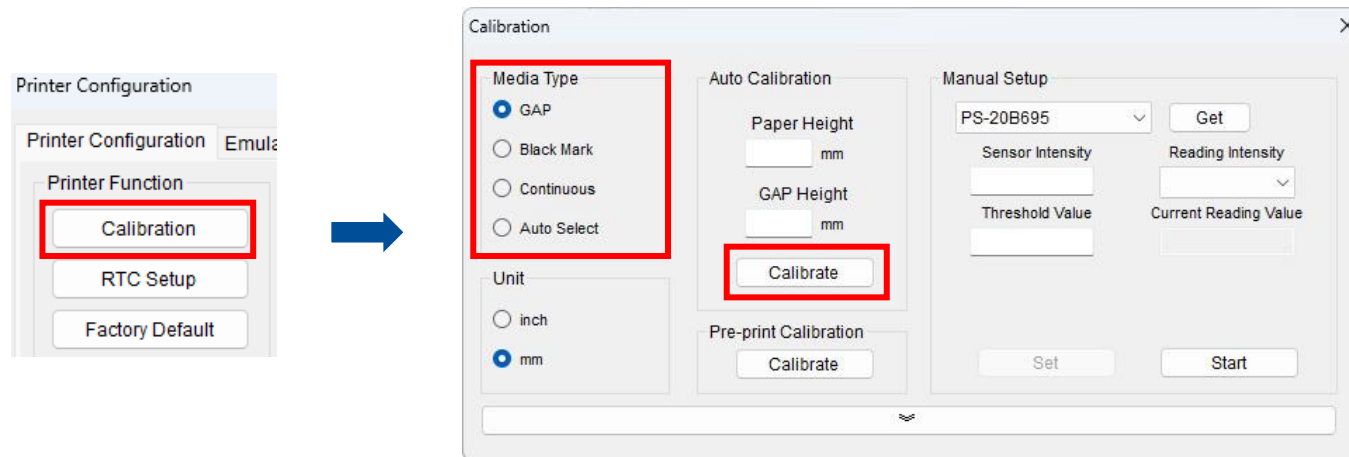 Printer Configuration
Printer Configuration Emula
Printer Function
Calibration
RTC Setup
Factory Default
Calibration
Media Type
GAP
Black Mark
Continuous
Auto Select
Unit
inch
mm
Auto Calibration
Paper Height
mm
GAP Height
mm
Calibrate
Pre-print Calibration
Calibrate
Manual Setup
PS-20B695 Get
Sensor Intensity Reading Intensity
Threshold Value Current Reading Value
Set Start